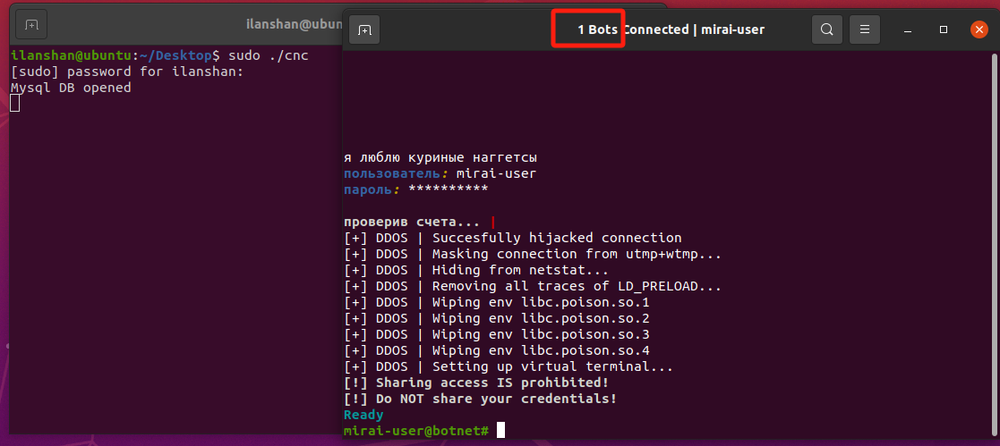 ilanshan@ubun
ilanshan@ubuntu:~/Desktop$ sudo ./cnc
[sudo] password for ilanshan:
Mysql DB opened
1 Bots Connected | mirai-user
я люблю куриные наггетсы
пользователь: mirai-user
пароль: **********
проверив счета... |
[+] DDOS | Succesfully hijacked connection
[+] DDOS | Masking connection from utmp+wtmp...
[+] DDOS | Hiding from netstat...
[+] DDOS | Removing all traces of LD_PRELOAD...
[+] DDOS | Wiping env libc.poison.so.1
[+] DDOS | Wiping env libc.poison.so.2
[+] DDOS | Wiping env libc.poison.so.3
[+] DDOS | Wiping env libc.poison.so.4
[+] DDOS | Setting up virtual terminal...
[!] Sharing access IS prohibited!
[!] Do NOT share your credentials!
Ready
mirai-user@botnet#